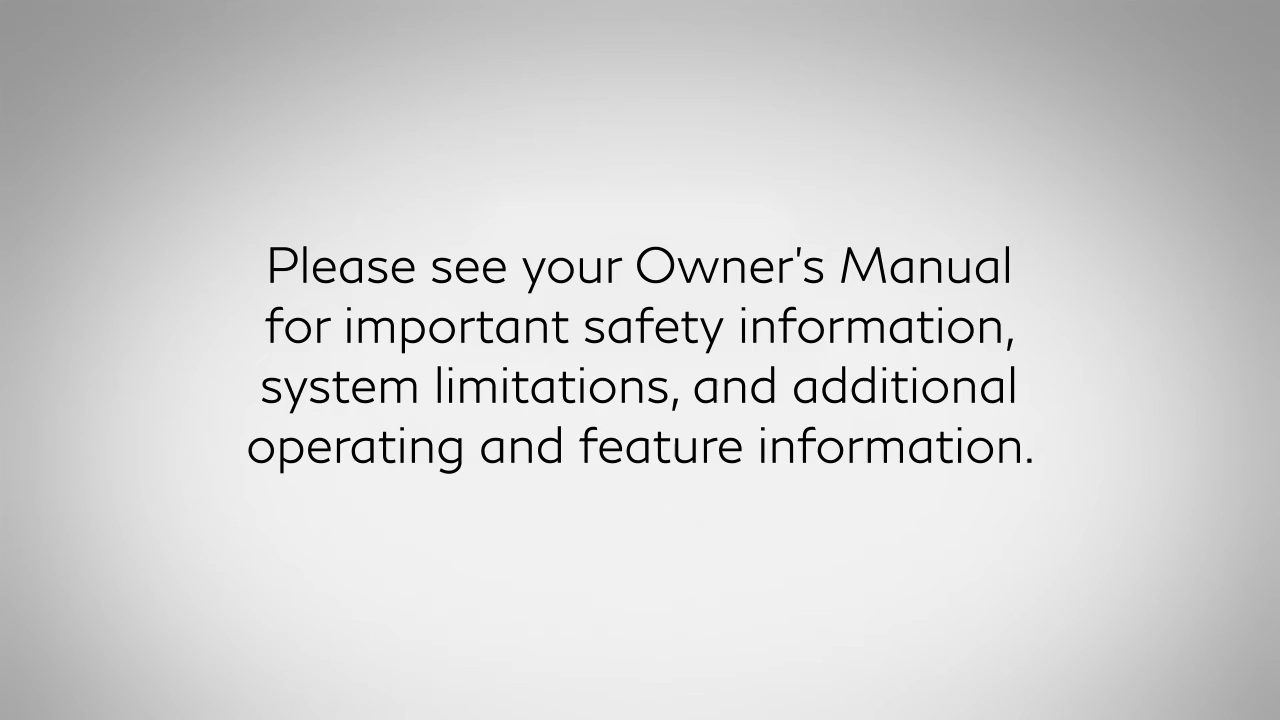 Please see your Owner's Manual
for important safety information,
system limitations, and additional
operating and feature information.